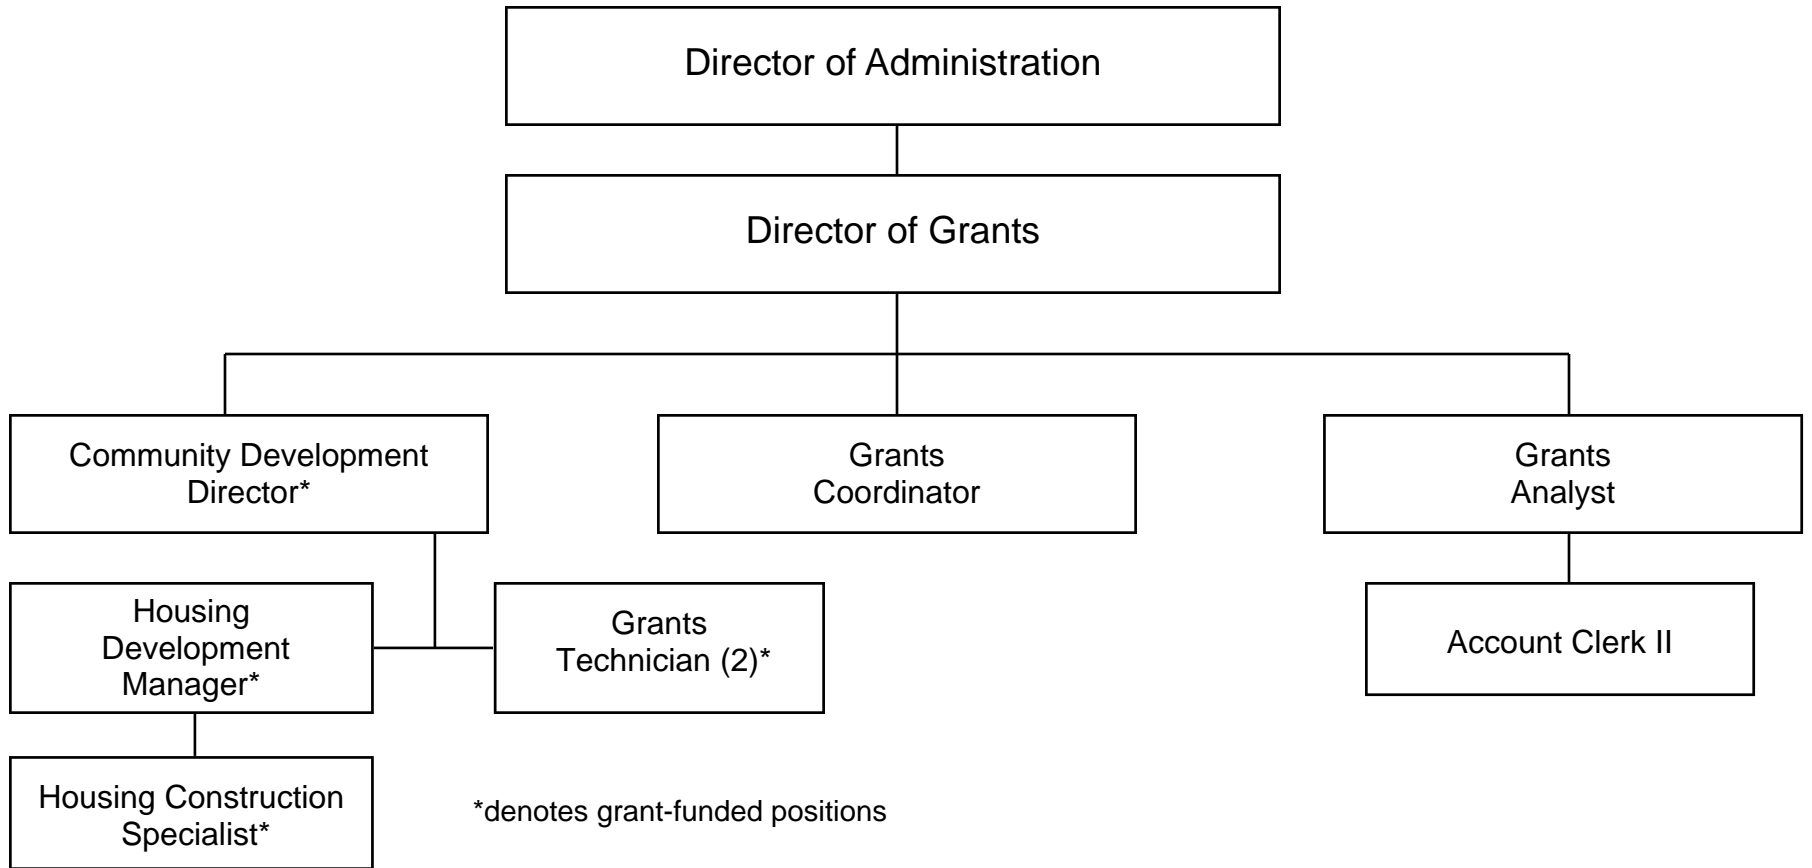 Director of Administration
Director of Grants
Community Development
Director*
Grants
Coordinator
Grants
Analyst
Housing
Development
Manager*
Grants
Technician (2)*
Account Clerk II
Housing Construction
Specialist*
*denotes grant-funded positions